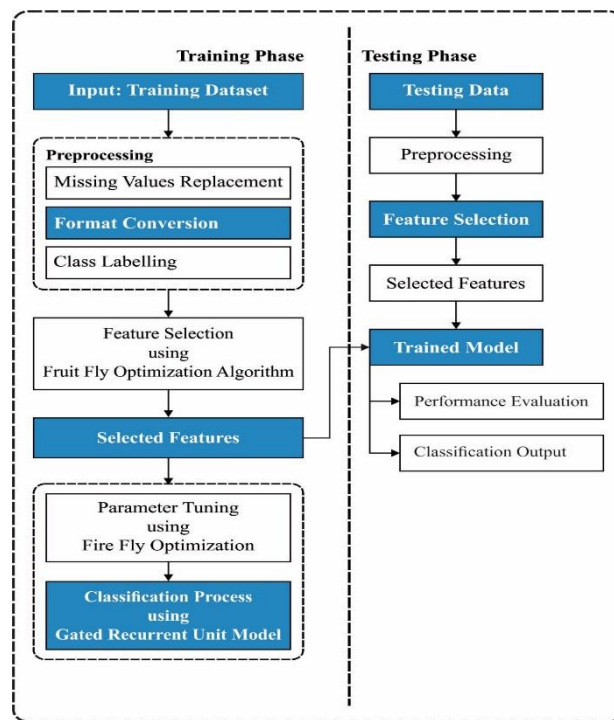 Training Phase
Input: Training Dataset
Preprocessing
Missing Values Replacement
Format Conversion
Class Labelling
Feature Selection
using
Fruit Fly Optimization Algorithm
Selected Features
Parameter Tuning
using
Fire Fly Optimization
Classification Process
using
Gated Recurrent Unit Model
Testing Phase
Testing Data
Preprocessing
Feature Selection
Selected Features
Trained Model
Performance Evaluation
Classification Output